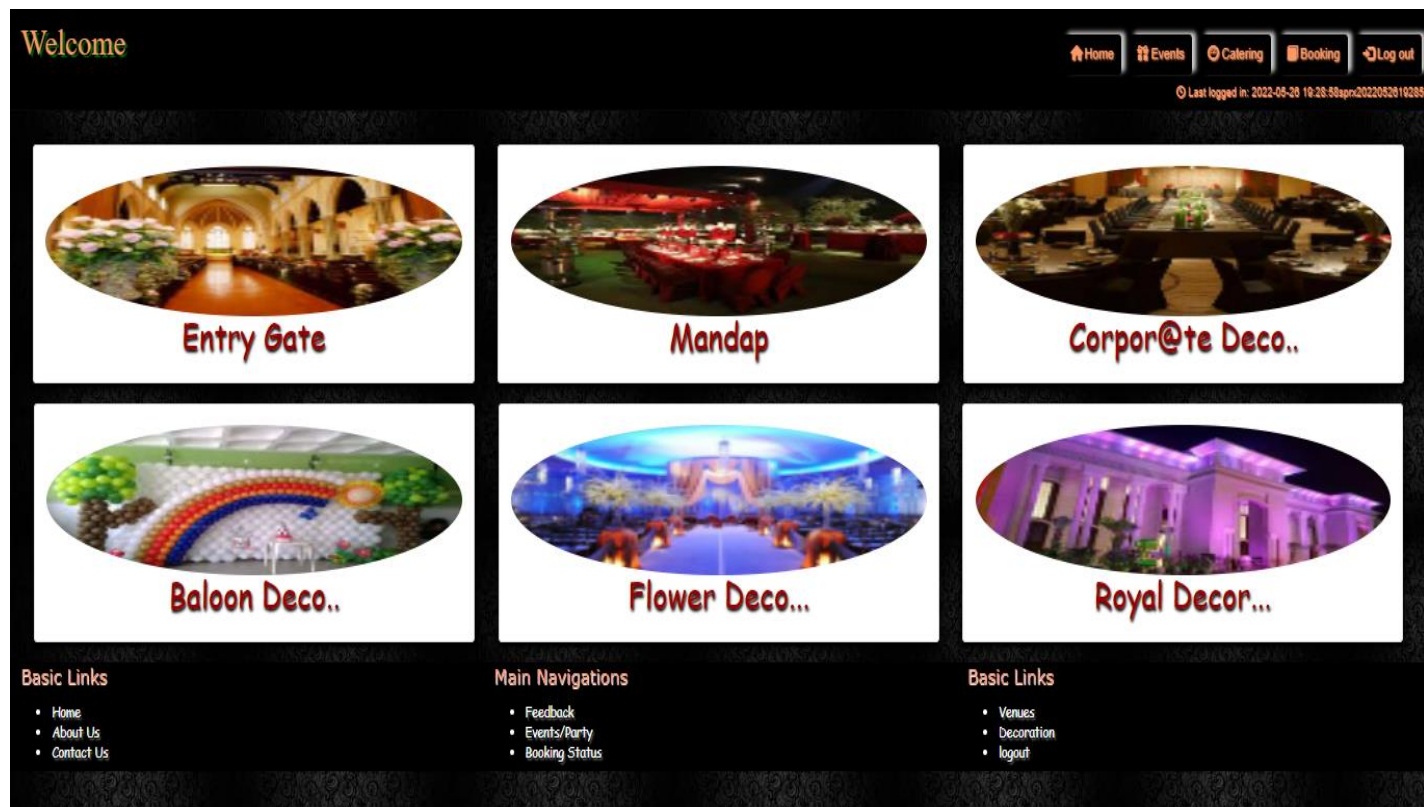 Welcome
Home Events Catering Booking Log out
Last logged in: 2022-05-26 19:28:58sprx2022052619285
Entry Gate
Mandap
Corpor@te Deco..
Baloon Deco..
Flower Deco...
Royal Decor...
Basic Links
Home
About Us
Contact Us
Main Navigations
Feedback
Events/Party
Booking Status
Basic Links
Venues
Decoration
logout